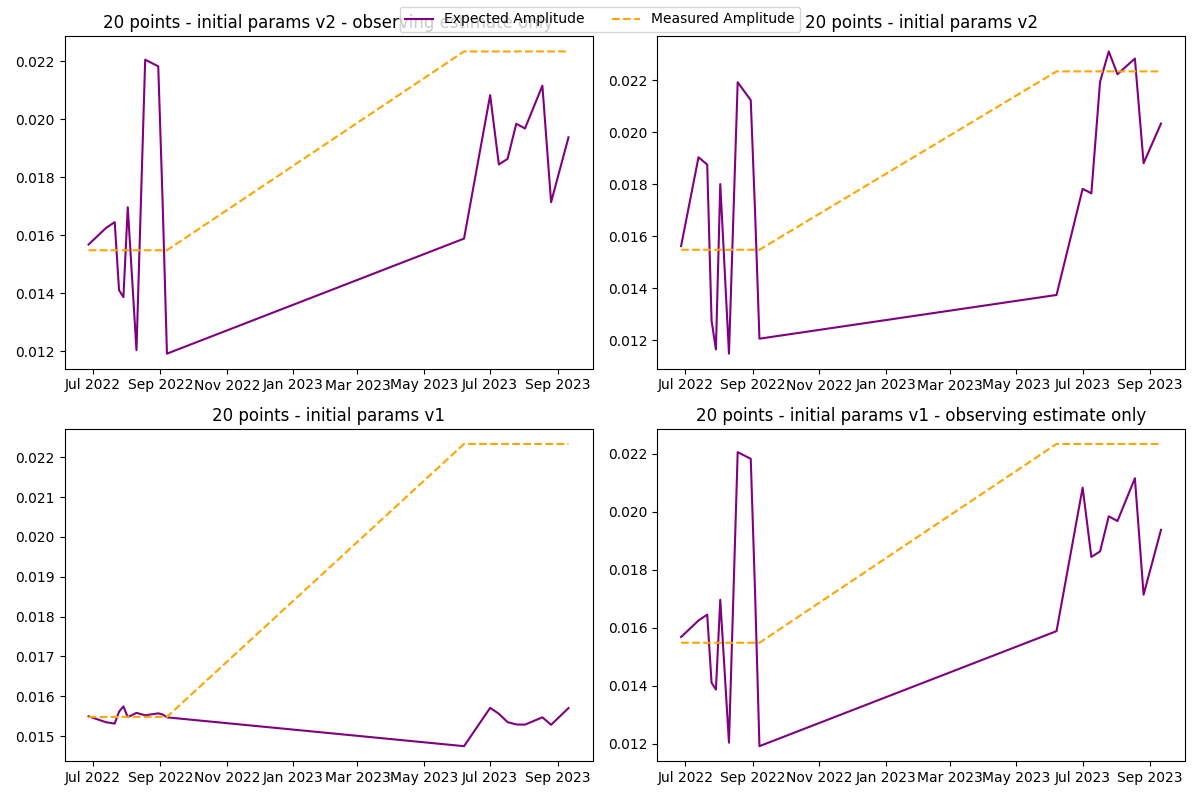 20 points - initial params v2 - observing estimate only
Expected Amplitude
Measured Amplitude
20 points - initial params v2
0.022
0.020
0.018
0.016
0.014
0.012
Jul 2022 Sep 2022 Nov 2022 Jan 2023 Mar 2023 May 2023 Jul 2023 Sep 2023
0.022
0.020
0.018
0.016
0.014
0.012
Jul 2022 Sep 2022 Nov 2022 Jan 2023 Mar 2023 May 2023 Jul 2023 Sep 2023
20 points - initial params v1
0.022
0.021
0.020
0.019
0.018
0.017
0.016
0.015
Jul 2022 Sep 2022 Nov 2022 Jan 2023 Mar 2023 May 2023 Jul 2023 Sep 2023
20 points - initial params v1 - observing estimate only
0.022
0.020
0.018
0.016
0.014
0.012
Jul 2022 Sep 2022 Nov 2022 Jan 2023 Mar 2023 May 2023 Jul 2023 Sep 2023